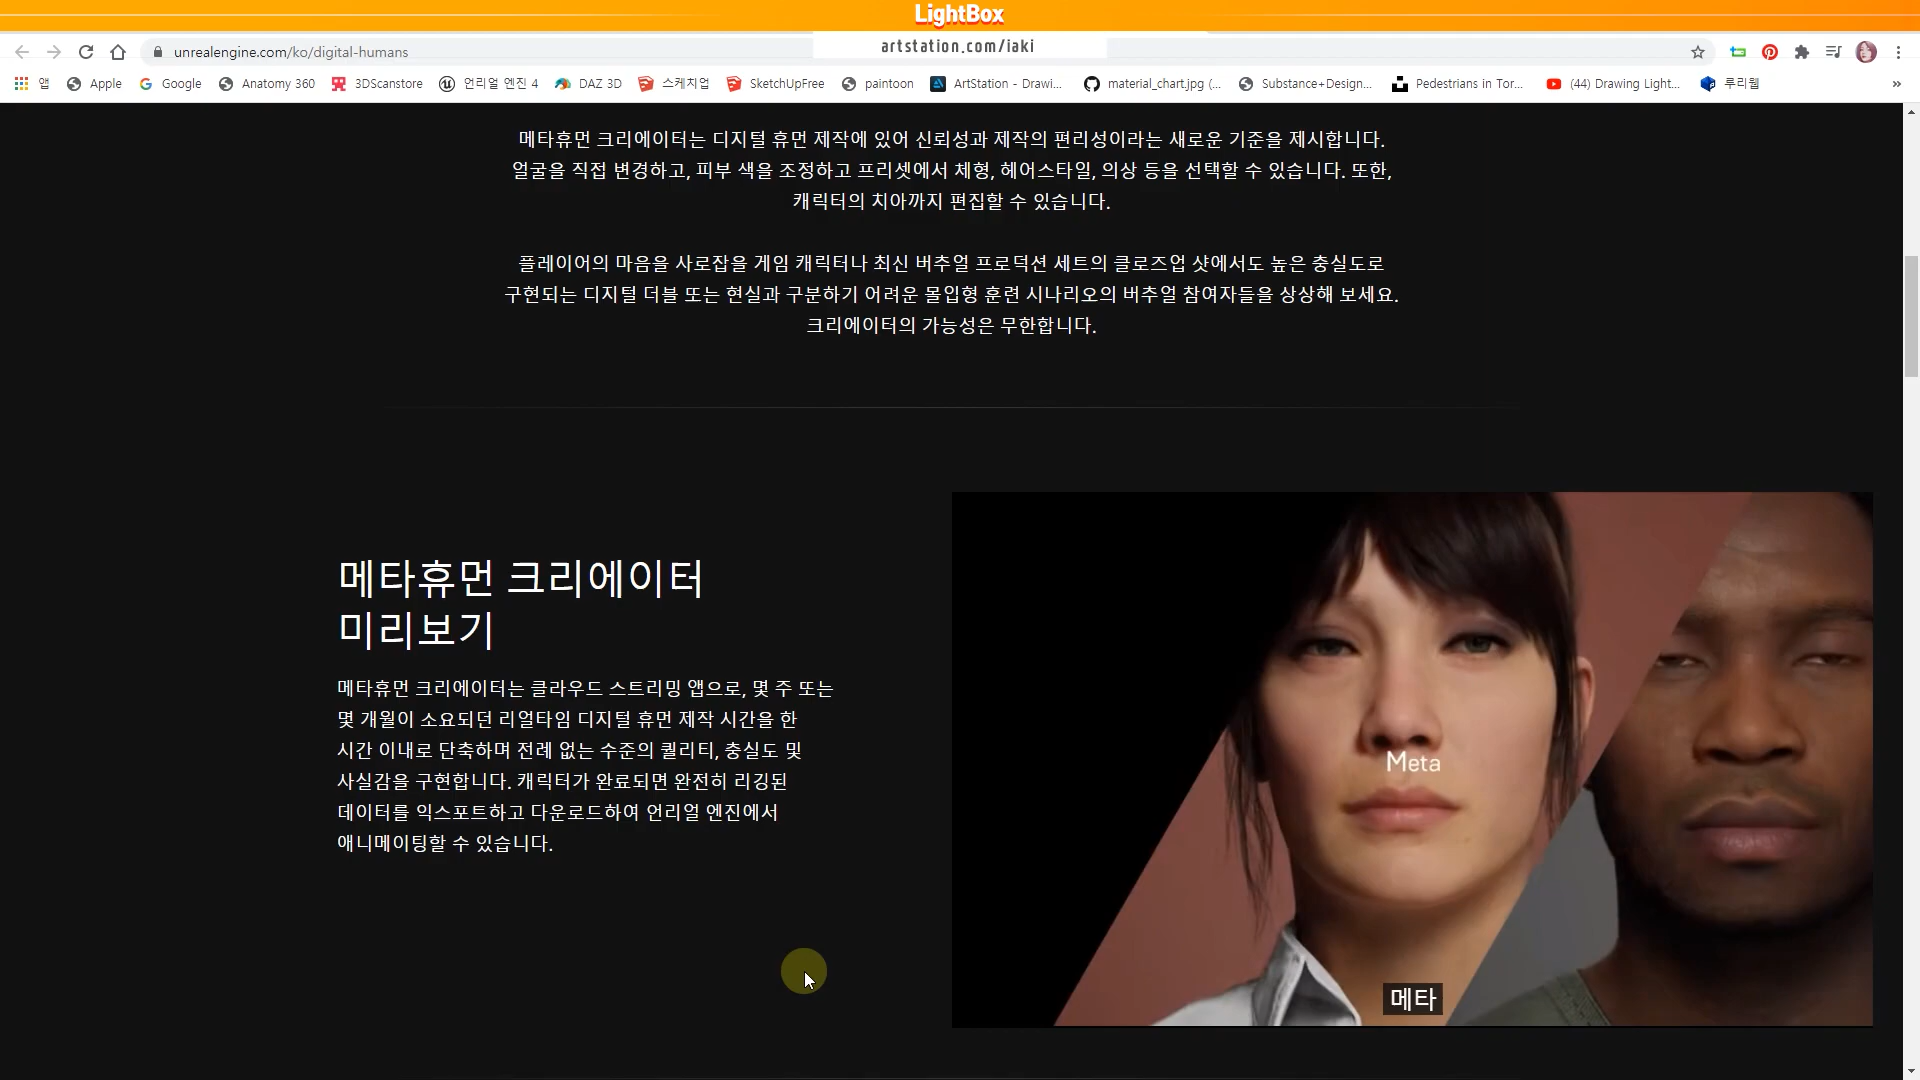 LightBox
artstation.com/iaki
unrealengine.com/ko/digital-humans
앱 Apple Google Anatomy 360 3DScanstore 언리얼 엔진 4 DAZ 3D 스케치업 SketchUpFree paintoon ArtStation - Drawi... material_chart.jpg (... Substance+Design... Pedestrians in Tor... (44) Drawing Light... 루리웹 »
메타휴먼 크리에이터는 디지털 휴먼 제작에 있어 신뢰성과 제작의 편리성이라는 새로운 기준을 제시합니다.
얼굴을 직접 변경하고, 피부 색을 조정하고 프리셋에서 체형, 헤어스타일, 의상 등을 선택할 수 있습니다. 또한,
캐릭터의 치아까지 편집할 수 있습니다.
플레이어의 마음을 사로잡을 게임 캐릭터나 최신 버추얼 프로덕션 세트의 클로즈업 샷에서도 높은 충실도로
구현되는 디지털 더블 또는 현실과 구분하기 어려운 몰입형 훈련 시나리오의 버추얼 참여자들을 상상해 보세요.
크리에이터의 가능성은 무한합니다.
메타휴먼 크리에이터
미리보기
메타휴먼 크리에이터는 클라우드 스트리밍 앱으로, 몇 주 또는
몇 개월이 소요되던 리얼타임 디지털 휴먼 제작 시간을 한
시간 이내로 단축하며 전례 없는 수준의 퀄리티, 충실도 및
사실감을 구현합니다. 캐릭터가 완료되면 완전히 리깅된
데이터를 익스포트하고 다운로드하여 언리얼 엔진에서
애니메이팅할 수 있습니다.
Meta
메타